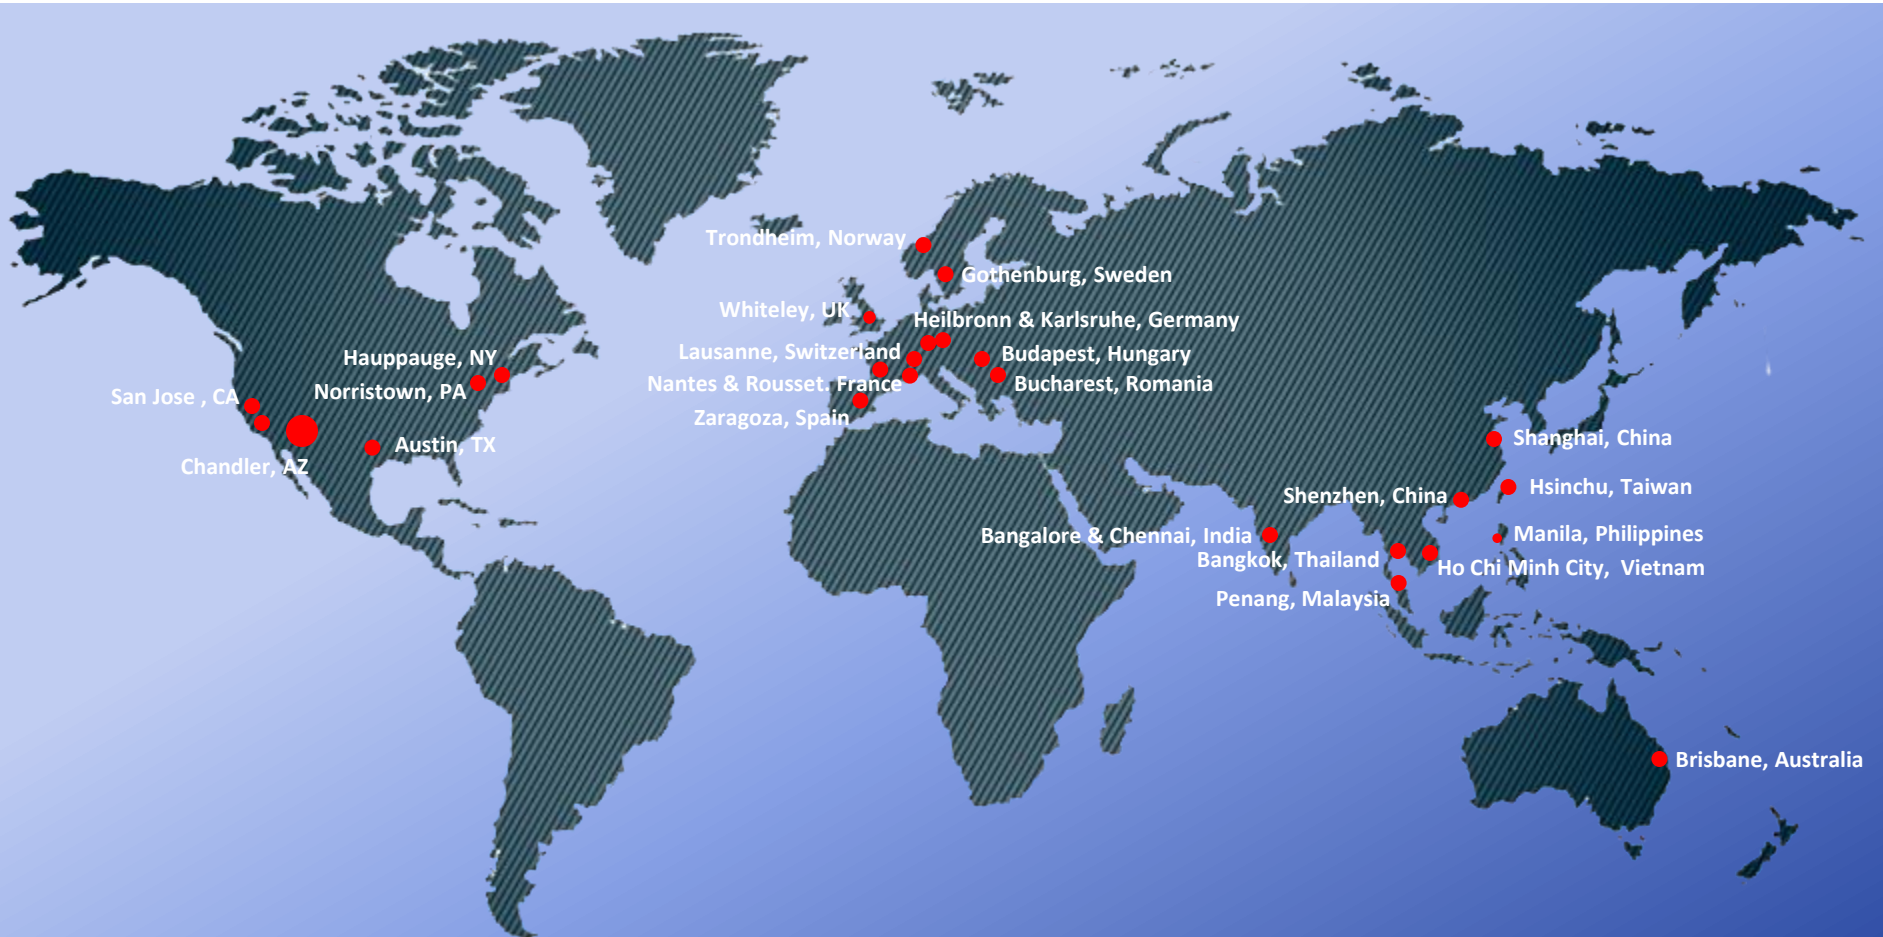 Trondheim, Norway
Gothenburg, Sweden
Whiteley, UK
Heilbronn & Karlsruhe, Germany
Lausanne, Switzerland
Budapest, Hungary
Hauppauge, NY
Nantes & Rousset. France
Bucharest, Romania
Norristown, PA
San Jose , CA
Zaragoza, Spain
Austin, TX
Chandler, AZ
Shanghai, China
Hsinchu, Taiwan
Shenzhen, China
Manila, Philippines
Bangalore & Chennai, India
Bangkok, Thailand
Ho Chi Minh City,  Vietnam
Penang, Malaysia
Brisbane, Australia